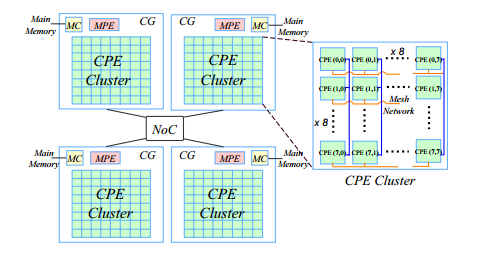 Main
Memory
MC
MPE
CG
CPE
Cluster
CG
MPE
MC
Main
Memory
CPE
Cluster
NoC
Main
Memory
MC
MPE
CG
CPE
Cluster
CG
MPE
MC
Main
Memory
CPE
Cluster
x 8
CPE (0,0) CPE (0,1) CPE (0,7)
CPE (1,0) CPE (1,1) CPE (1,7)
Mesh
Network
x 8
CPE (7,0) CPE (7,1) CPE (7,7)
CPE Cluster